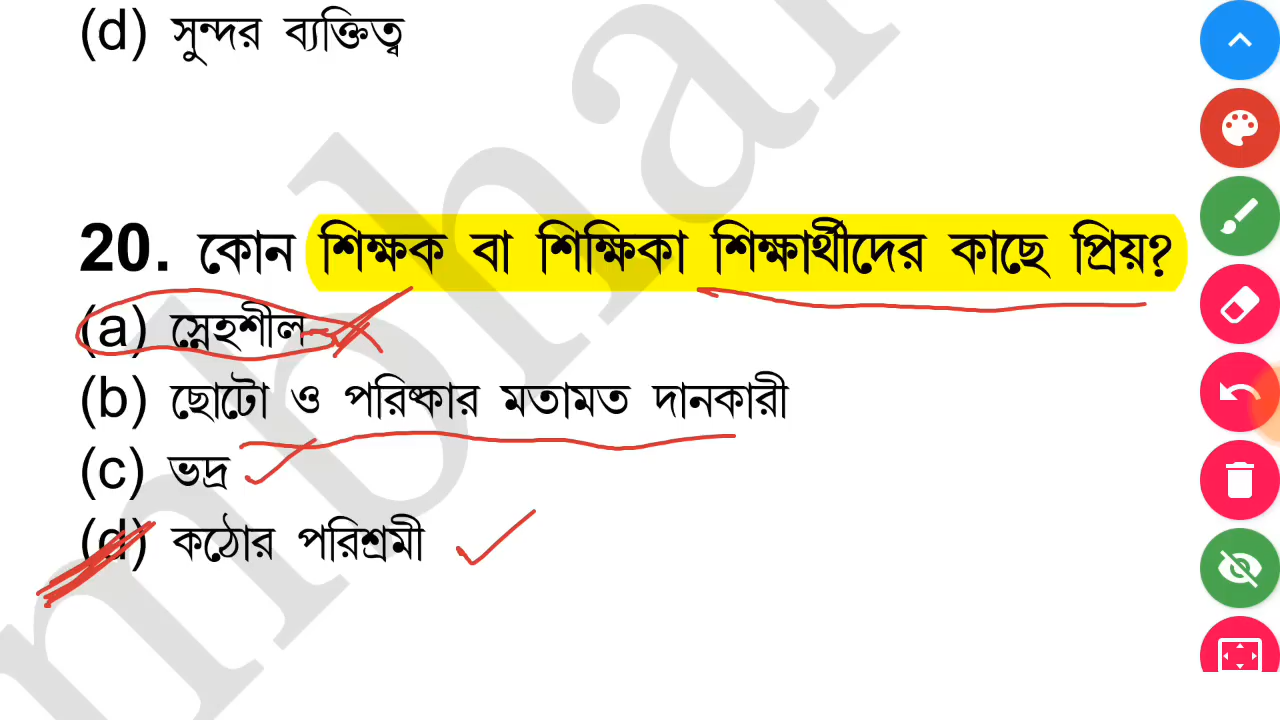 (d) সুন্দর ব্যক্তিত্ব
20. কোন শিক্ষক বা শিক্ষিকা শিক্ষার্থীদের কাছে প্রিয়?
(a) স্নেহশীল
(b) ছোটো ও পরিষ্কার মতামত দানকারী
(c) ভদ্র
(d) কঠোর পরিশ্রমী